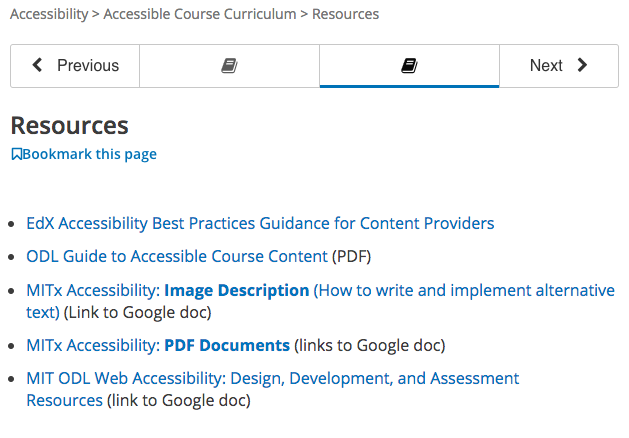 Accessibility > Accessible Course Curriculum > Resources
Previous
Next
Resources
Bookmark this page
EdX Accessibility Best Practices Guidance for Content Providers
ODL Guide to Accessible Course Content (PDF)
MITx Accessibility: Image Description (How to write and implement alternative
text) (Link to Google doc)
MITx Accessibility: PDF Documents (links to Google doc)
MIT ODL Web Accessibility: Design, Development, and Assessment
Resources (link to Google doc)